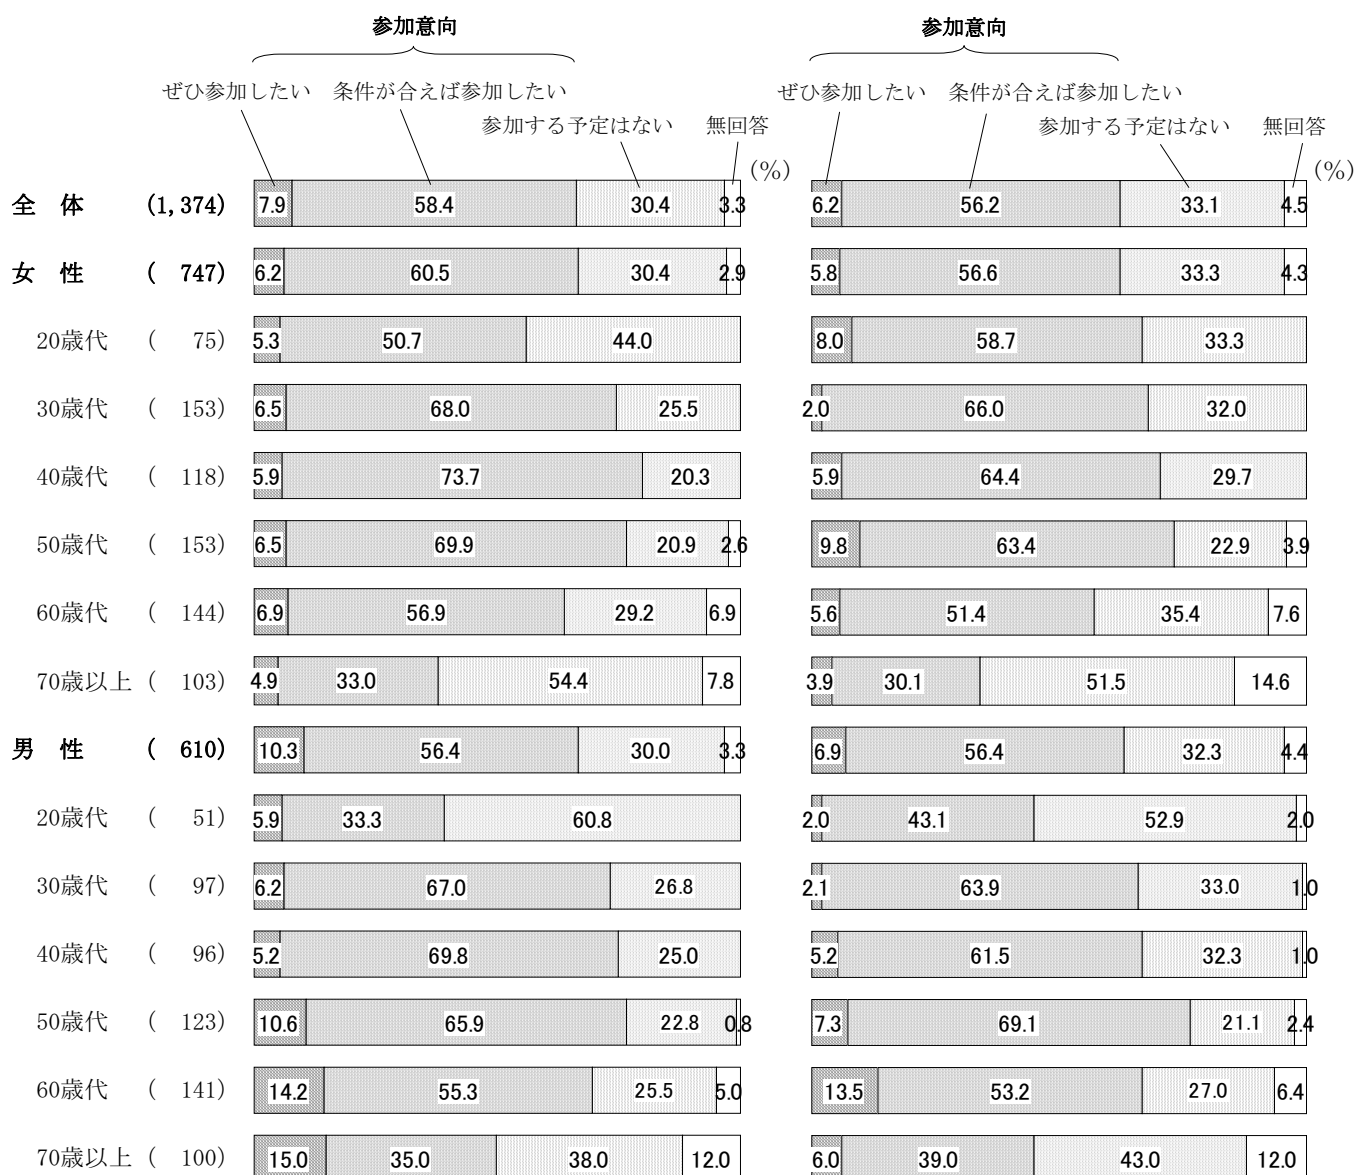 参加意向 参加意向
ぜひ参加したい 条件が合えば参加したい ぜひ参加したい 条件が合えば参加したい
参加する予定はない 無回答 参加する予定はない 無回答
(%) (%)
全 体 (1,374) 7.9 58.4 30.4 3.3 6.2 56.2 33.1 4.5
女 性 ( 747) 6.2 60.5 30.4 2.9 5.8 56.6 33.3 4.3
20歳代 ( 75) 5.3 50.7 44.0 8.0 58.7 33.3
30歳代 ( 153) 6.5 68.0 25.5 2.0 66.0 32.0
40歳代 ( 118) 5.9 73.7 20.3 5.9 64.4 29.7
50歳代 ( 153) 6.5 69.9 20.9 2.6 9.8 63.4 22.9 3.9
60歳代 ( 144) 6.9 56.9 29.2 6.9 5.6 51.4 35.4 7.6
70歳以上 ( 103) 4.9 33.0 54.4 7.8 3.9 30.1 51.5 14.6
男 性 ( 610) 10.3 56.4 30.0 3.3 6.9 56.4 32.3 4.4
20歳代 ( 51) 5.9 33.3 60.8 2.0 43.1 52.9 2.0
30歳代 ( 97) 6.2 67.0 26.8 2.1 63.9 33.0 1.0
40歳代 ( 96) 5.2 69.8 25.0 5.2 61.5 32.3 1.0
50歳代 ( 123) 10.6 65.9 22.8 0.8 7.3 69.1 21.1 2.4
60歳代 ( 141) 14.2 55.3 25.5 5.0 13.5 53.2 27.0 6.4
70歳以上 ( 100) 15.0 35.0 38.0 12.0 6.0 39.0 43.0 12.0